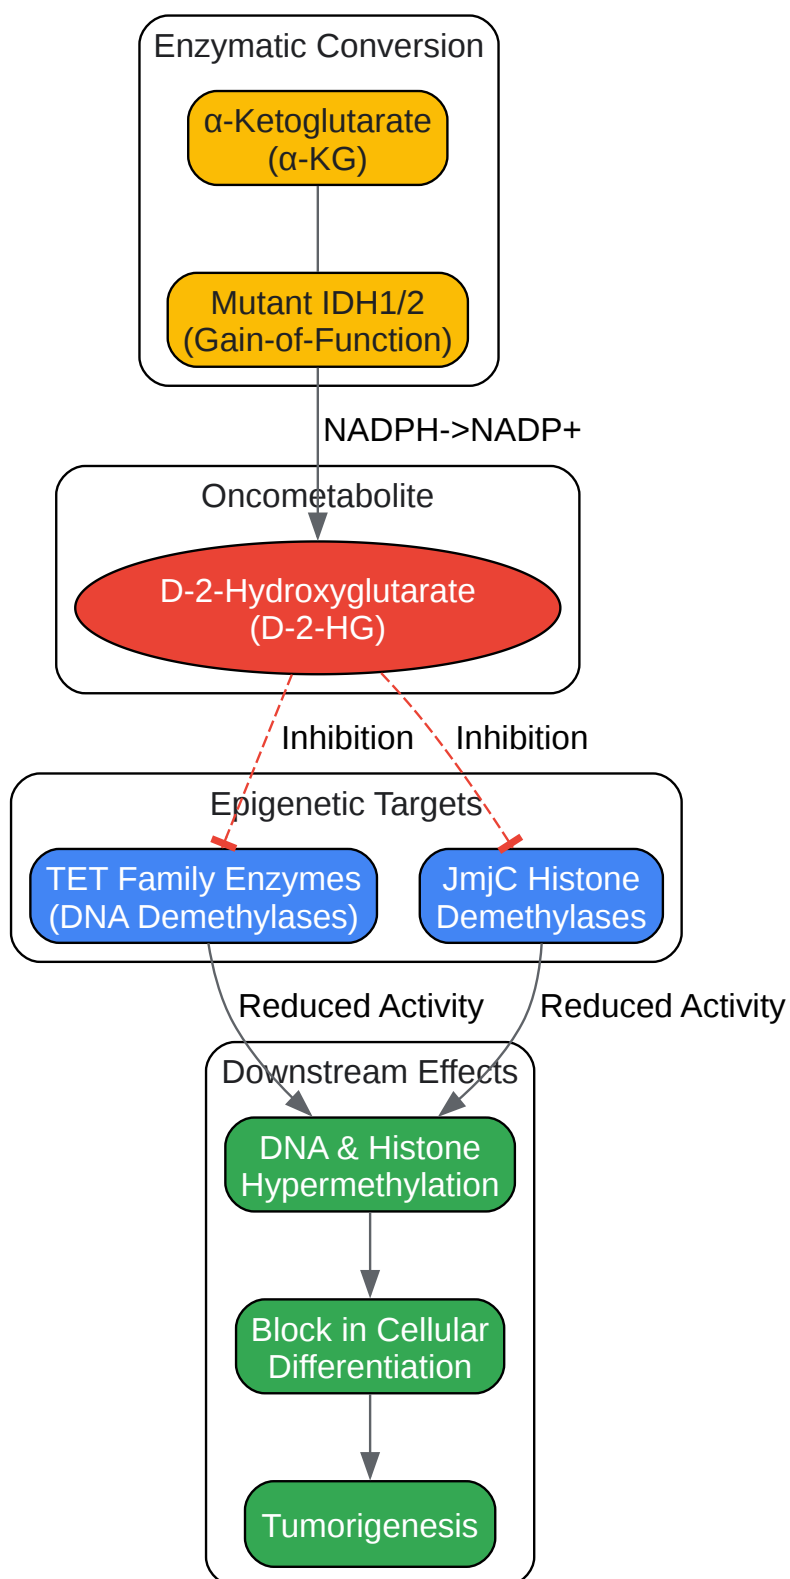 Enzymatic Conversion
α-Ketoglutarate
(α-KG)
Mutant IDH1/2
(Gain-of-Function)
NADPH->NADP+
Oncometabolite
D-2-Hydroxyglutarate
(D-2-HG)
Inhibition
Inhibition
Epigenetic Targets
TET Family Enzymes
(DNA Demethylases)
JmjC Histone
Demethylases
Reduced Activity
Reduced Activity
Downstream Effects
DNA & Histone
Hypermethylation
Block in Cellular
Differentiation
Tumorigenesis